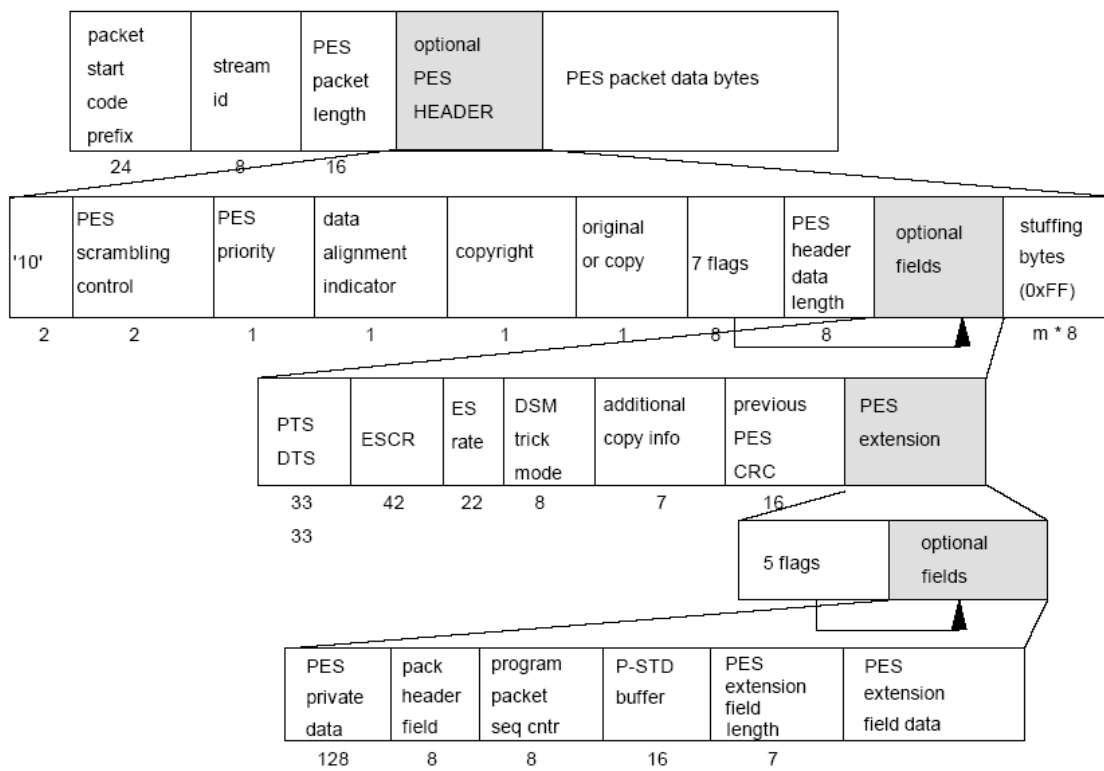 packet
start
code
prefix
stream
id
PES
packet
length
optional
PES
HEADER
PES packet data bytes
24
8
16
'10'
PES
scrambling
control
PES
priority
data
alignment
indicator
copyright
original
or copy
7 flags
PES
header
data
length
optional
fields
stuffing
bytes
(0xFF)
2
2
1
1
1
1
8
8
m * 8
PTS
DTS
ESCR
ES
rate
DSM
trick
mode
additional
copy info
previous
PES
CRC
PES
extension
33
33
42
22
8
7
16
5 flags
optional
fields
PES
private
data
pack
header
field
program
packet
seq cntr
P-STD
buffer
PES
extension
field
length
PES
extension
field data
128
8
8
16
7